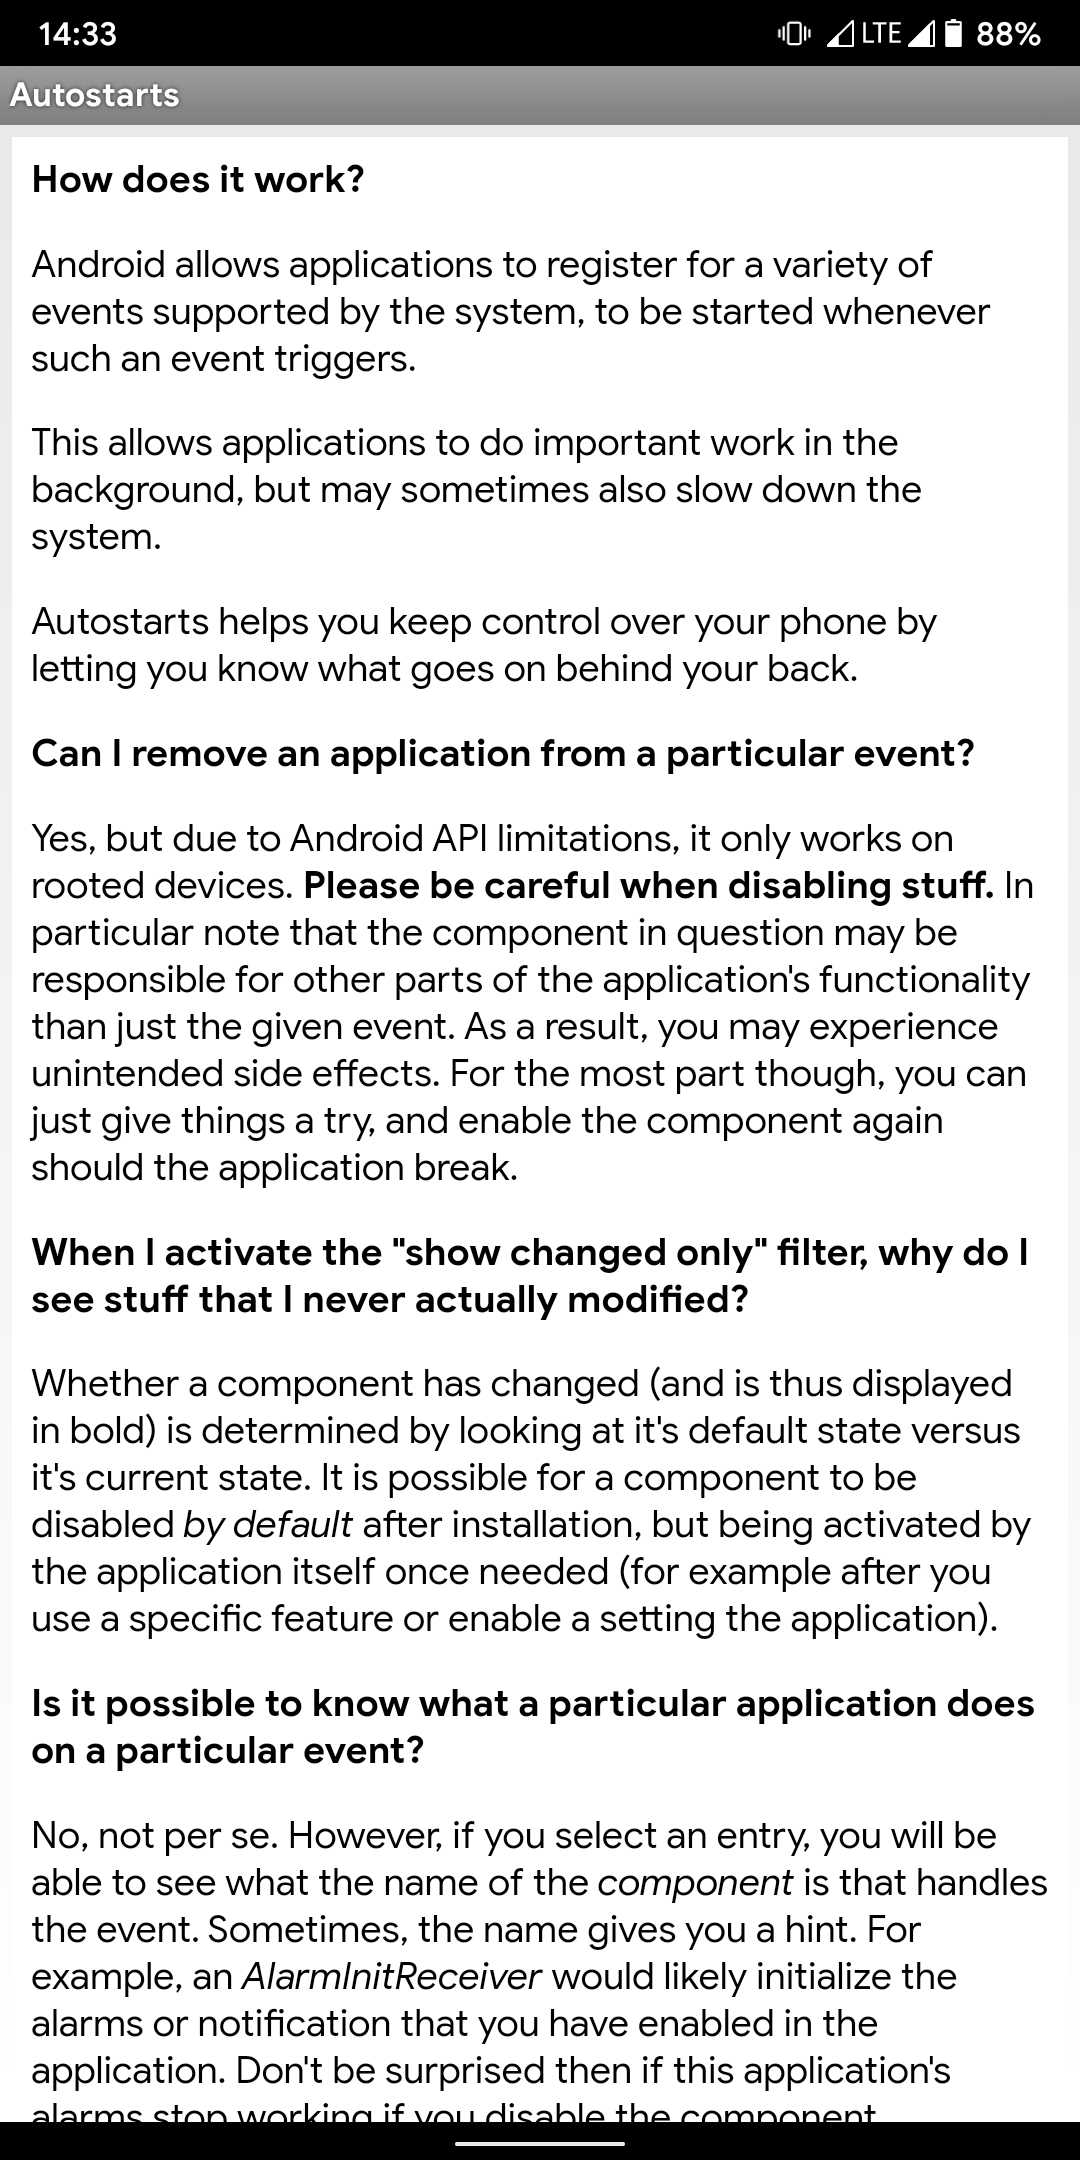 14:33
LTE
88%
Autostarts
How does it work?
Android allows applications to register for a variety of
events supported by the system, to be started whenever
such an event triggers.
This allows applications to do important work in the
background, but may sometimes also slow down the
system.
Autostarts helps you keep control over your phone by
letting you know what goes on behind your back.
Can I remove an application from a particular event?
Yes, but due to Android API limitations, it only works on
rooted devices. Please be careful when disabling stuff. In
particular note that the component in question may be
responsible for other parts of the application's functionality
than just the given event. As a result, you may experience
unintended side effects. For the most part though, you can
just give things a try, and enable the component again
should the application break.
When I activate the "show changed only" filter, why do I
see stuff that I never actually modified?
Whether a component has changed (and is thus displayed
in bold) is determined by looking at it's default state versus
it's current state. It is possible for a component to be
disabled by default after installation, but being activated by
the application itself once needed (for example after you
use a specific feature or enable a setting the application).
Is it possible to know what a particular application does
on a particular event?
No, not per se. However, if you select an entry, you will be
able to see what the name of the component is that handles
the event. Sometimes, the name gives you a hint. For
example, an AlarmInitReceiver would likely initialize the
alarms or notification that you have enabled in the
application. Don't be surprised then if this application's
alarms stop working if you disable the component